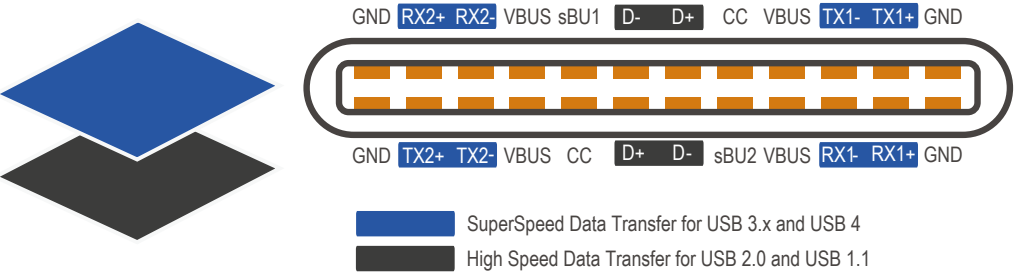 GND RX2+ RX2- VBUS sBU1 D- D+ CC VBUS TX1- TX1+ GND
GND TX2+ TX2- VBUS CC D+ D- sBU2 VBUS RX1- RX1+ GND
SuperSpeed Data Transfer for USB 3.x and USB 4
High Speed Data Transfer for USB 2.0 and USB 1.1